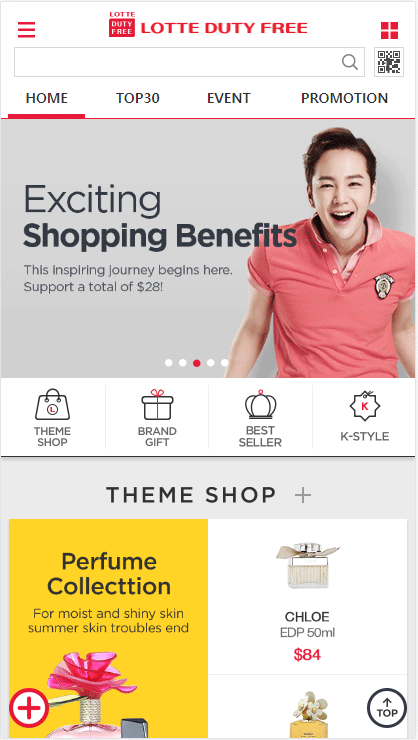 LOTTE
DUTY
FREE
LOTTE DUTY FREE
HOME TOP30 EVENT PROMOTION
Exciting
Shopping Benefits
This inspiring journey begins here.
Support a total of $28!
L
THEME
SHOP
BRAND
GIFT
BEST
SELLER
K
K-STYLE
THEME SHOP +
Perfume
Collecttion
For moist and shiny skin
summer skin troubles end
CHLOE
EDP 50ml
$84
TOP